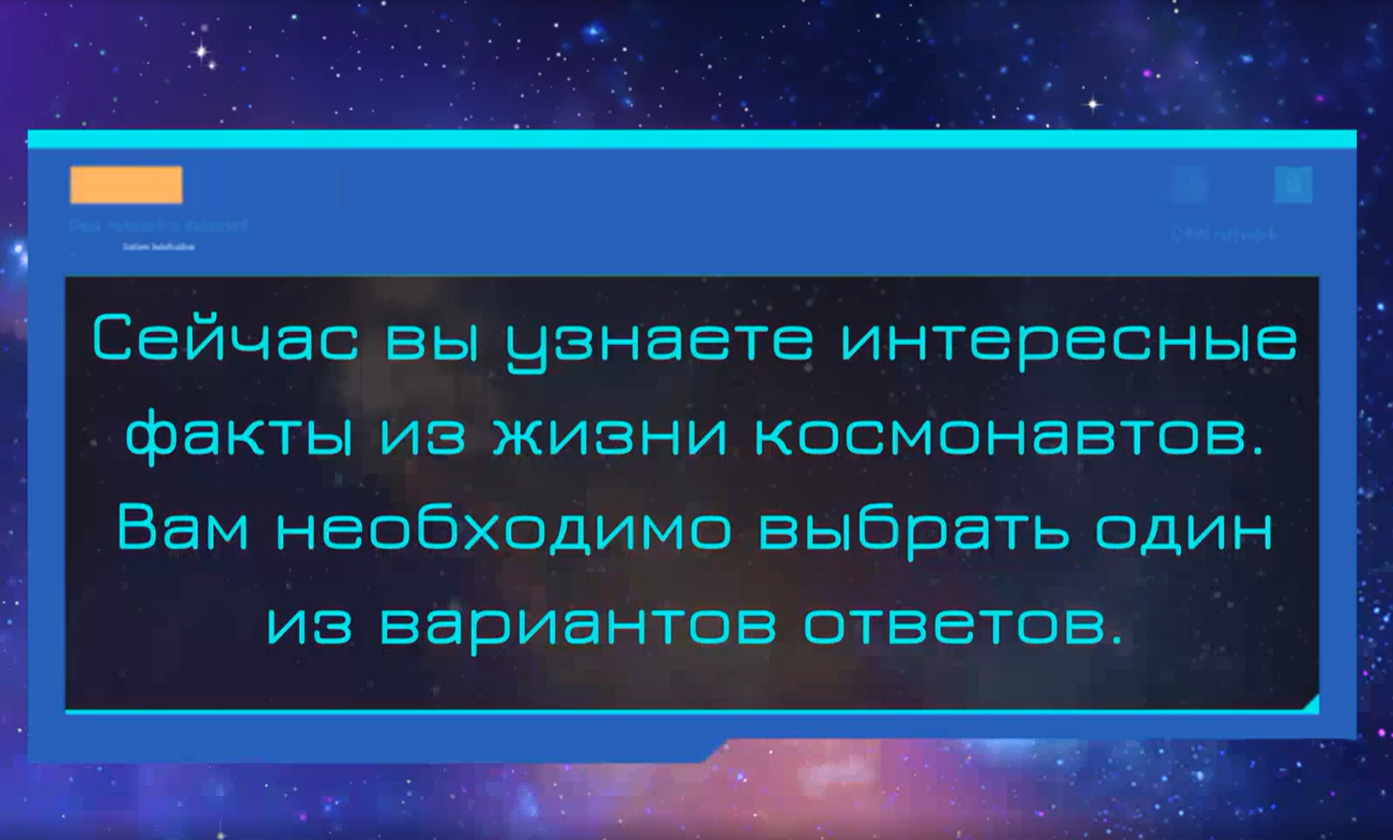 Сейчас вы узнаете интересные
факты из жизни космонавтов.
Вам необходимо выбрать один
из вариантов ответов.